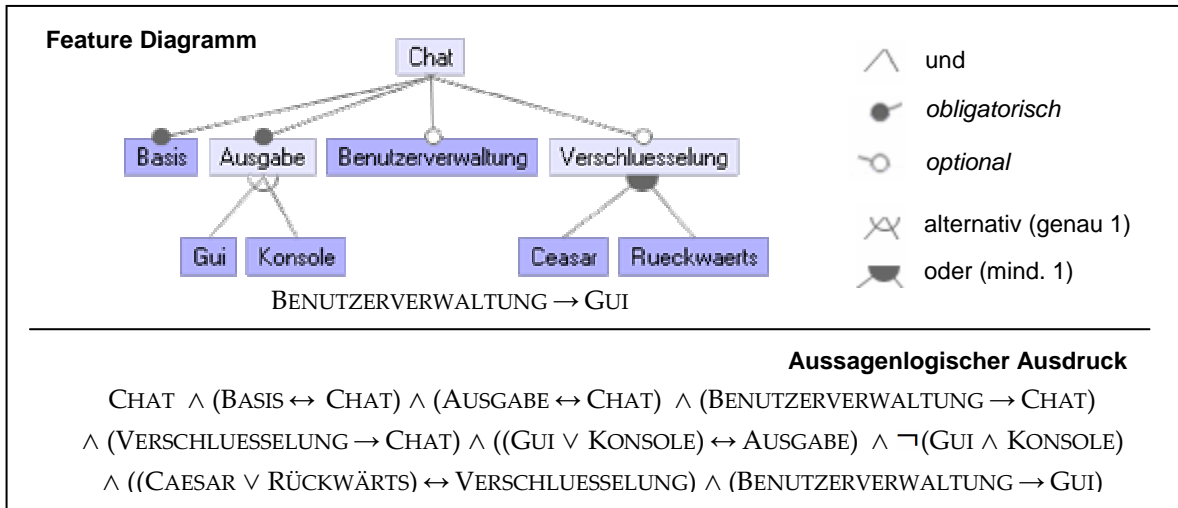 Feature Diagramm
Chat
Basis Ausgabe Benutzerverwaltung Verschluesselung
Gui Konsole Ceasar Rueckwaerts
BENUTZERVERWALTUNG → GUI
und
obligatorisch
optional
alternativ (genau 1)
oder (mind. 1)
Aussagenlogischer Ausdruck
CHAT ∧ (BASIS ↔ CHAT) ∧ (AUSGABE ↔ CHAT) ∧ (BENUTZERVERWALTUNG → CHAT)
∧ (VERSCHLUESSELUNG → CHAT) ∧ ((GUI ∨ KONSOLE) ↔ AUSGABE) ∧ ¬(GUI ∧ KONSOLE)
∧ ((CAESAR ∨ RÜCKWÄRTS) ↔ VERSCHLUESSELUNG) ∧ (BENUTZERVERWALTUNG → GUI)